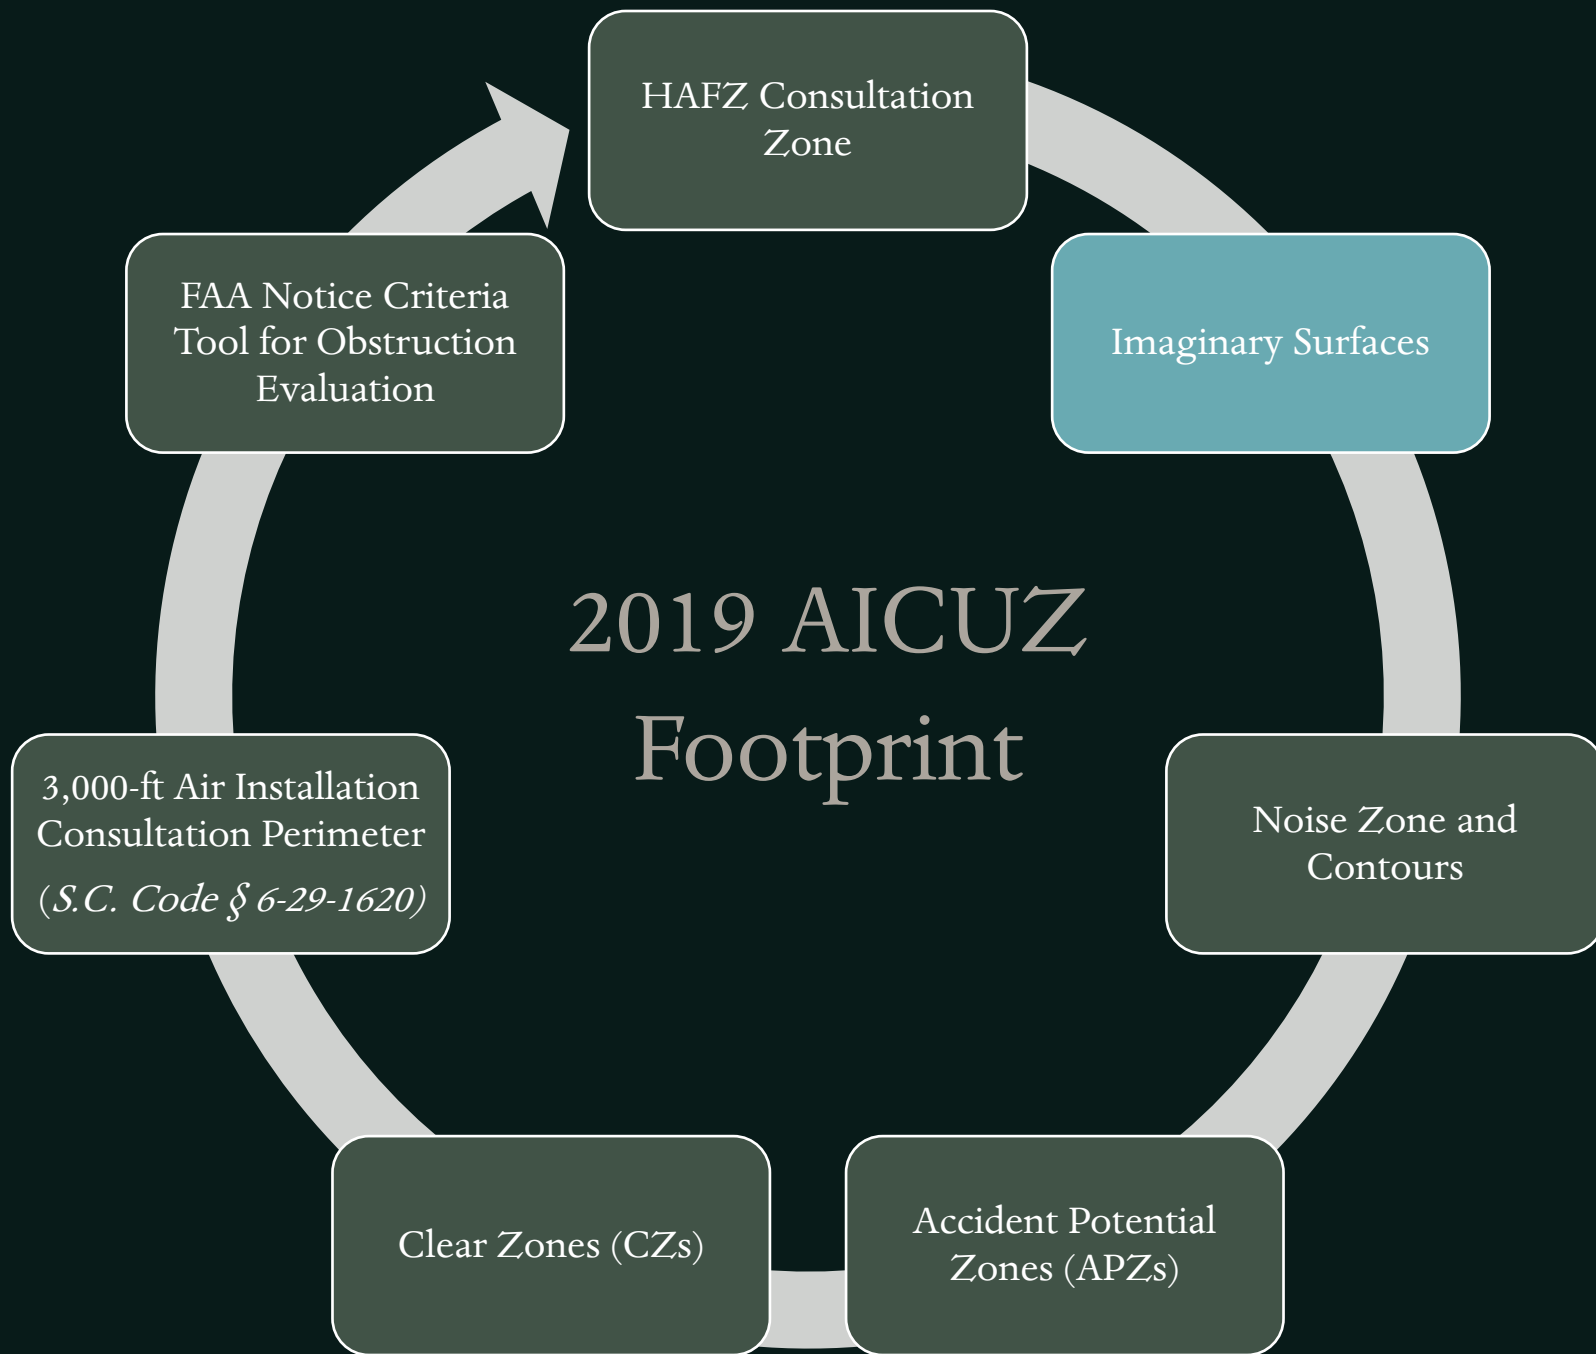 HAFZ Consultation
Zone
Imaginary Surfaces
Noise Zone and
Contours
Accident Potential
Zones (APZs)
Clear Zones (CZs)
3,000-ft Air Installation
Consultation Perimeter
(S.C. Code § 6-29-1620)
FAA Notice Criteria
Tool for Obstruction
Evaluation
2019 AICUZ
Footprint